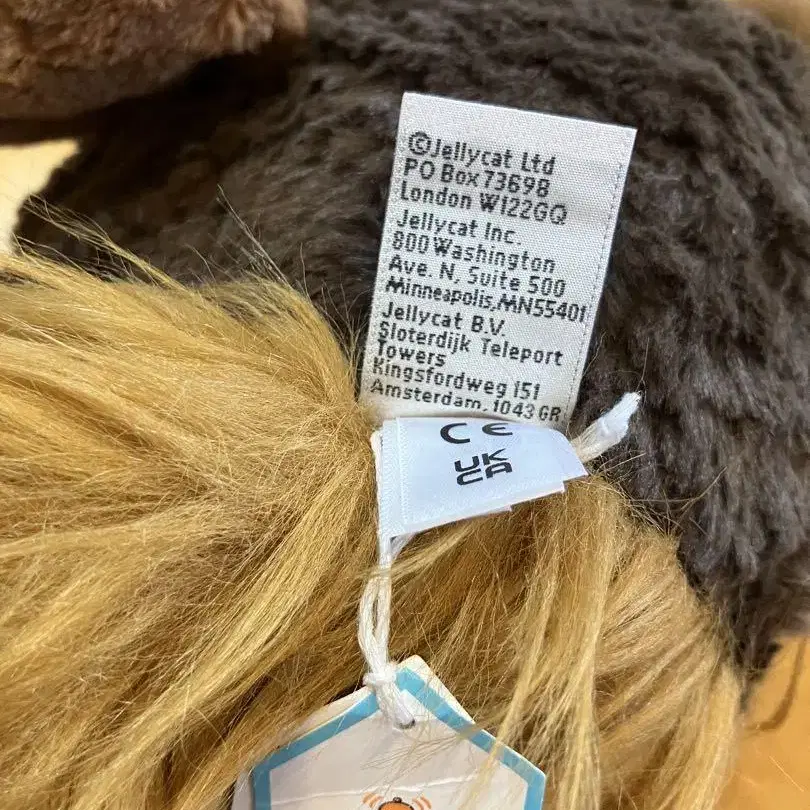 ©Jellycat Ltd
PO Box 73698
London W122GQ
Jellycat Inc.
800 Washington
Ave. N, Suite 500
Minneapolis,MN55401
Jellycat B.V.
Sloterdijk Teleport
Towers
Kingsfordweg 151
Amsterdam, 1043 GR
CE
UK
CA